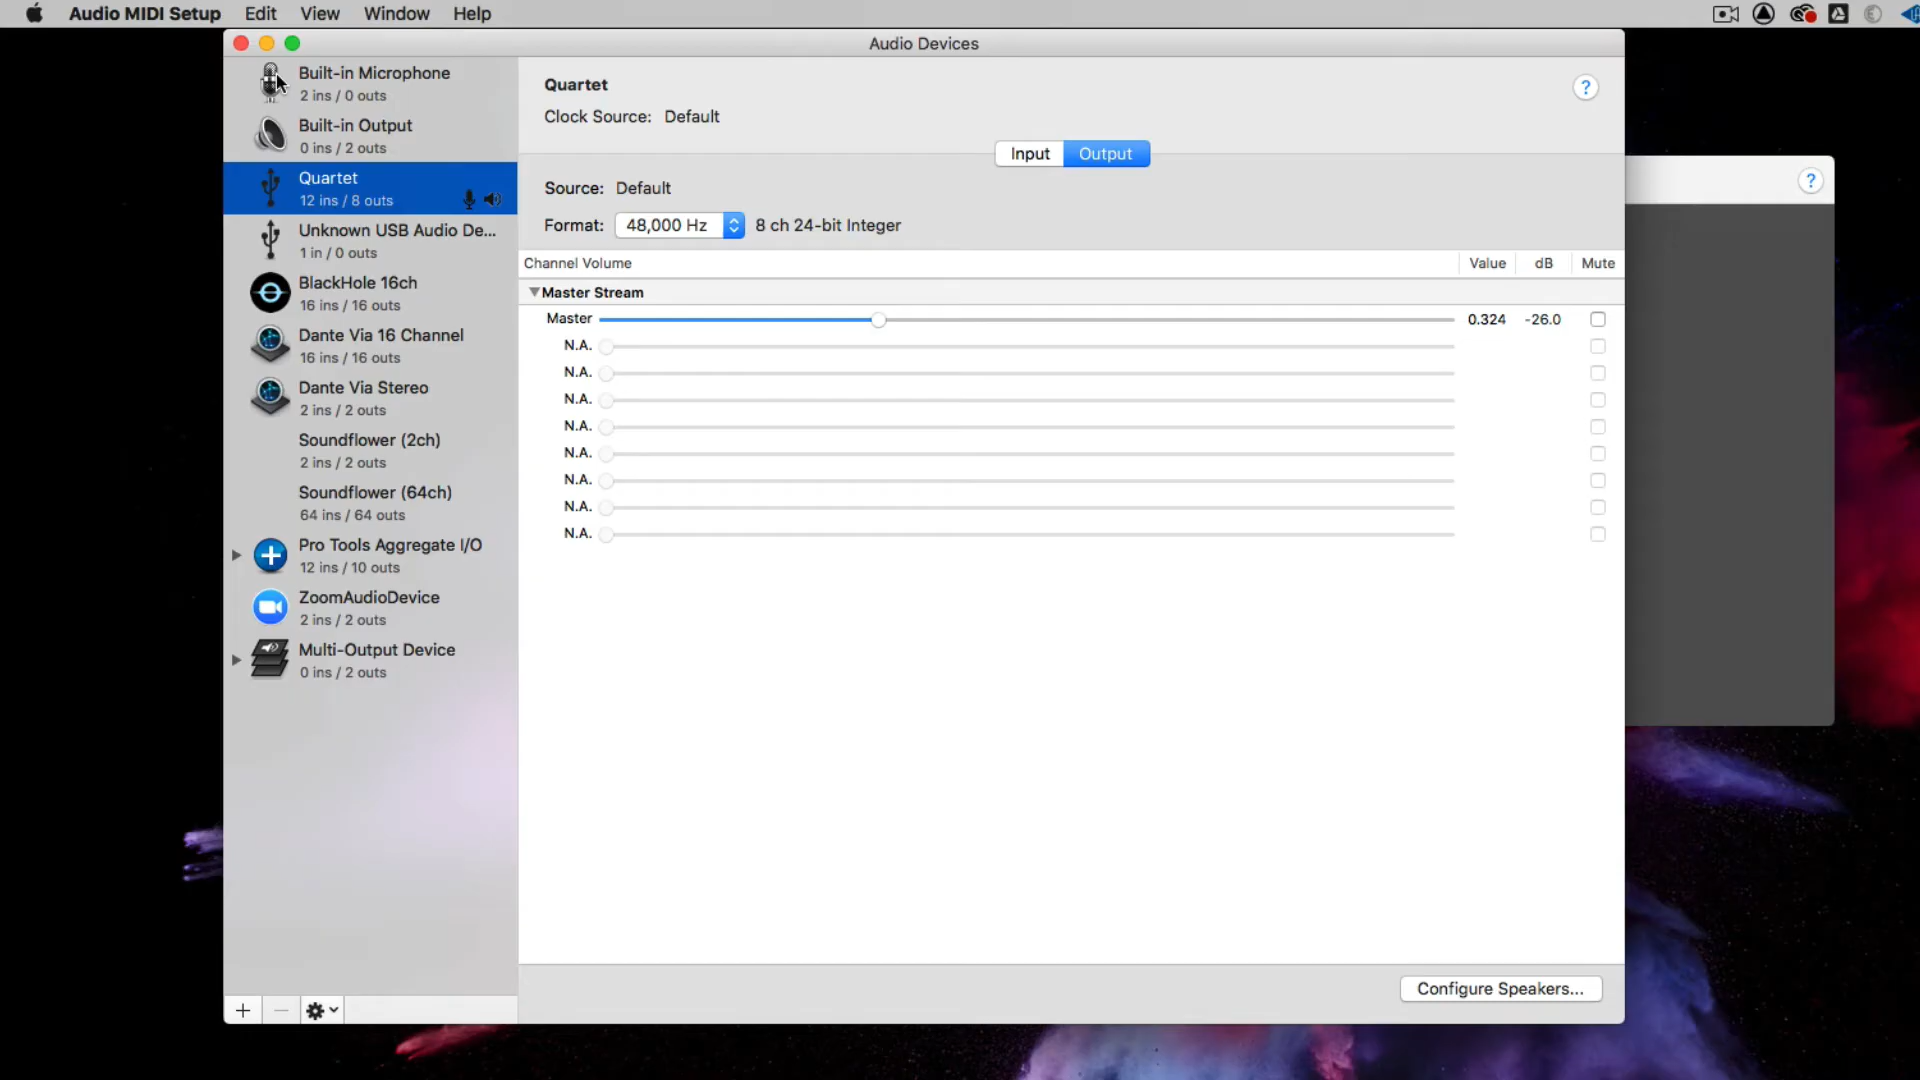 Audio MIDI Setup Edit View Window Help
Audio Devices
Built-in Microphone
2 ins / 0 outs
Built-in Output
0 ins / 2 outs
Quartet
12 ins / 8 outs
Unknown USB Audio De...
1 in / 0 outs
BlackHole 16ch
16 ins / 16 outs
Dante Via 16 Channel
16 ins / 16 outs
Dante Via Stereo
2 ins / 2 outs
Soundflower (2ch)
2 ins / 2 outs
Soundflower (64ch)
64 ins / 64 outs
Pro Tools Aggregate I/O
12 ins / 10 outs
ZoomAudioDevice
2 ins / 2 outs
Multi-Output Device
0 ins / 2 outs
Quartet
?
Clock Source: Default
Input Output
Source: Default
Format: 48,000 Hz 8 ch 24-bit Integer
Channel Volume Value dB Mute
Master Stream
Master 0.324 -26.0
N.A.
N.A.
N.A.
N.A.
N.A.
N.A.
N.A.
N.A.
Configure Speakers...
?